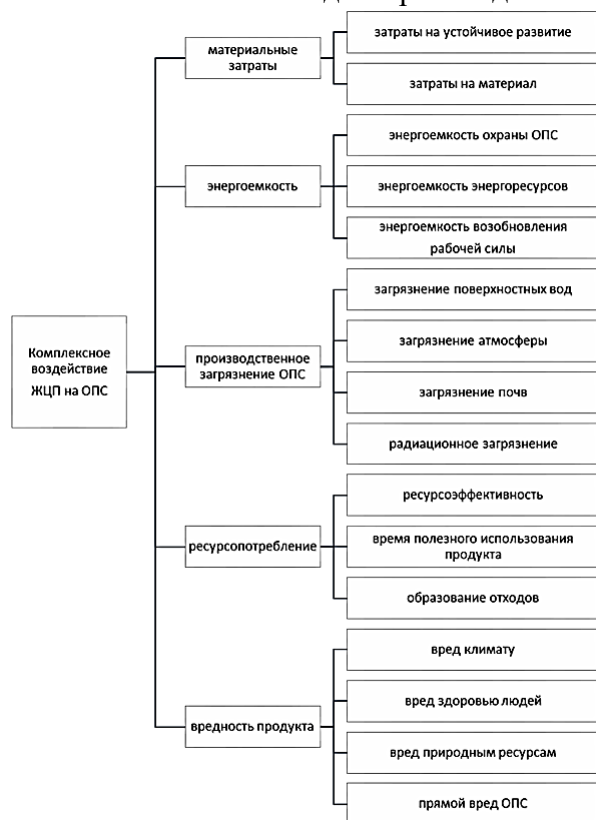 материальные
затраты
затраты на устойчивое развитие
затраты на материал
энергоемкость
энергоемкость охраны ОПС
энергоемкость энергоресурсов
энергоемкость возобновления
рабочей силы
Комплексное
воздействие
ЖЦП на ОПС
производственное
загрязнение ОПС
загрязнение поверхностных вод
загрязнение атмосферы
загрязнение почв
радиационное загрязнение
ресурсопотребление
ресурсоэффективность
время полезного использования
продукта
образование отходов
вредность продукта
вред климату
вред здоровью людей
вред природным ресурсам
прямой вред ОПС